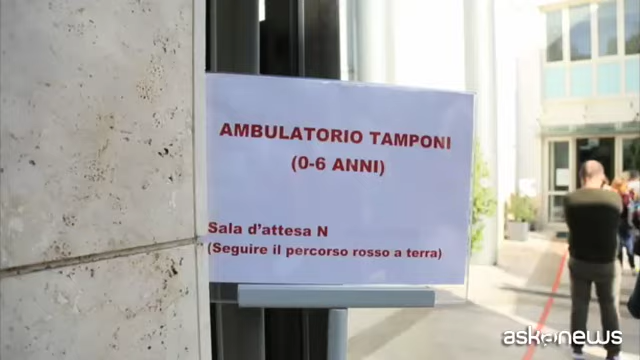 AMBULATORIO TAMPONI
(0-6 ANNI)
Sala d'attesa N
(Seguire il percorso rosso a terra)
askanews